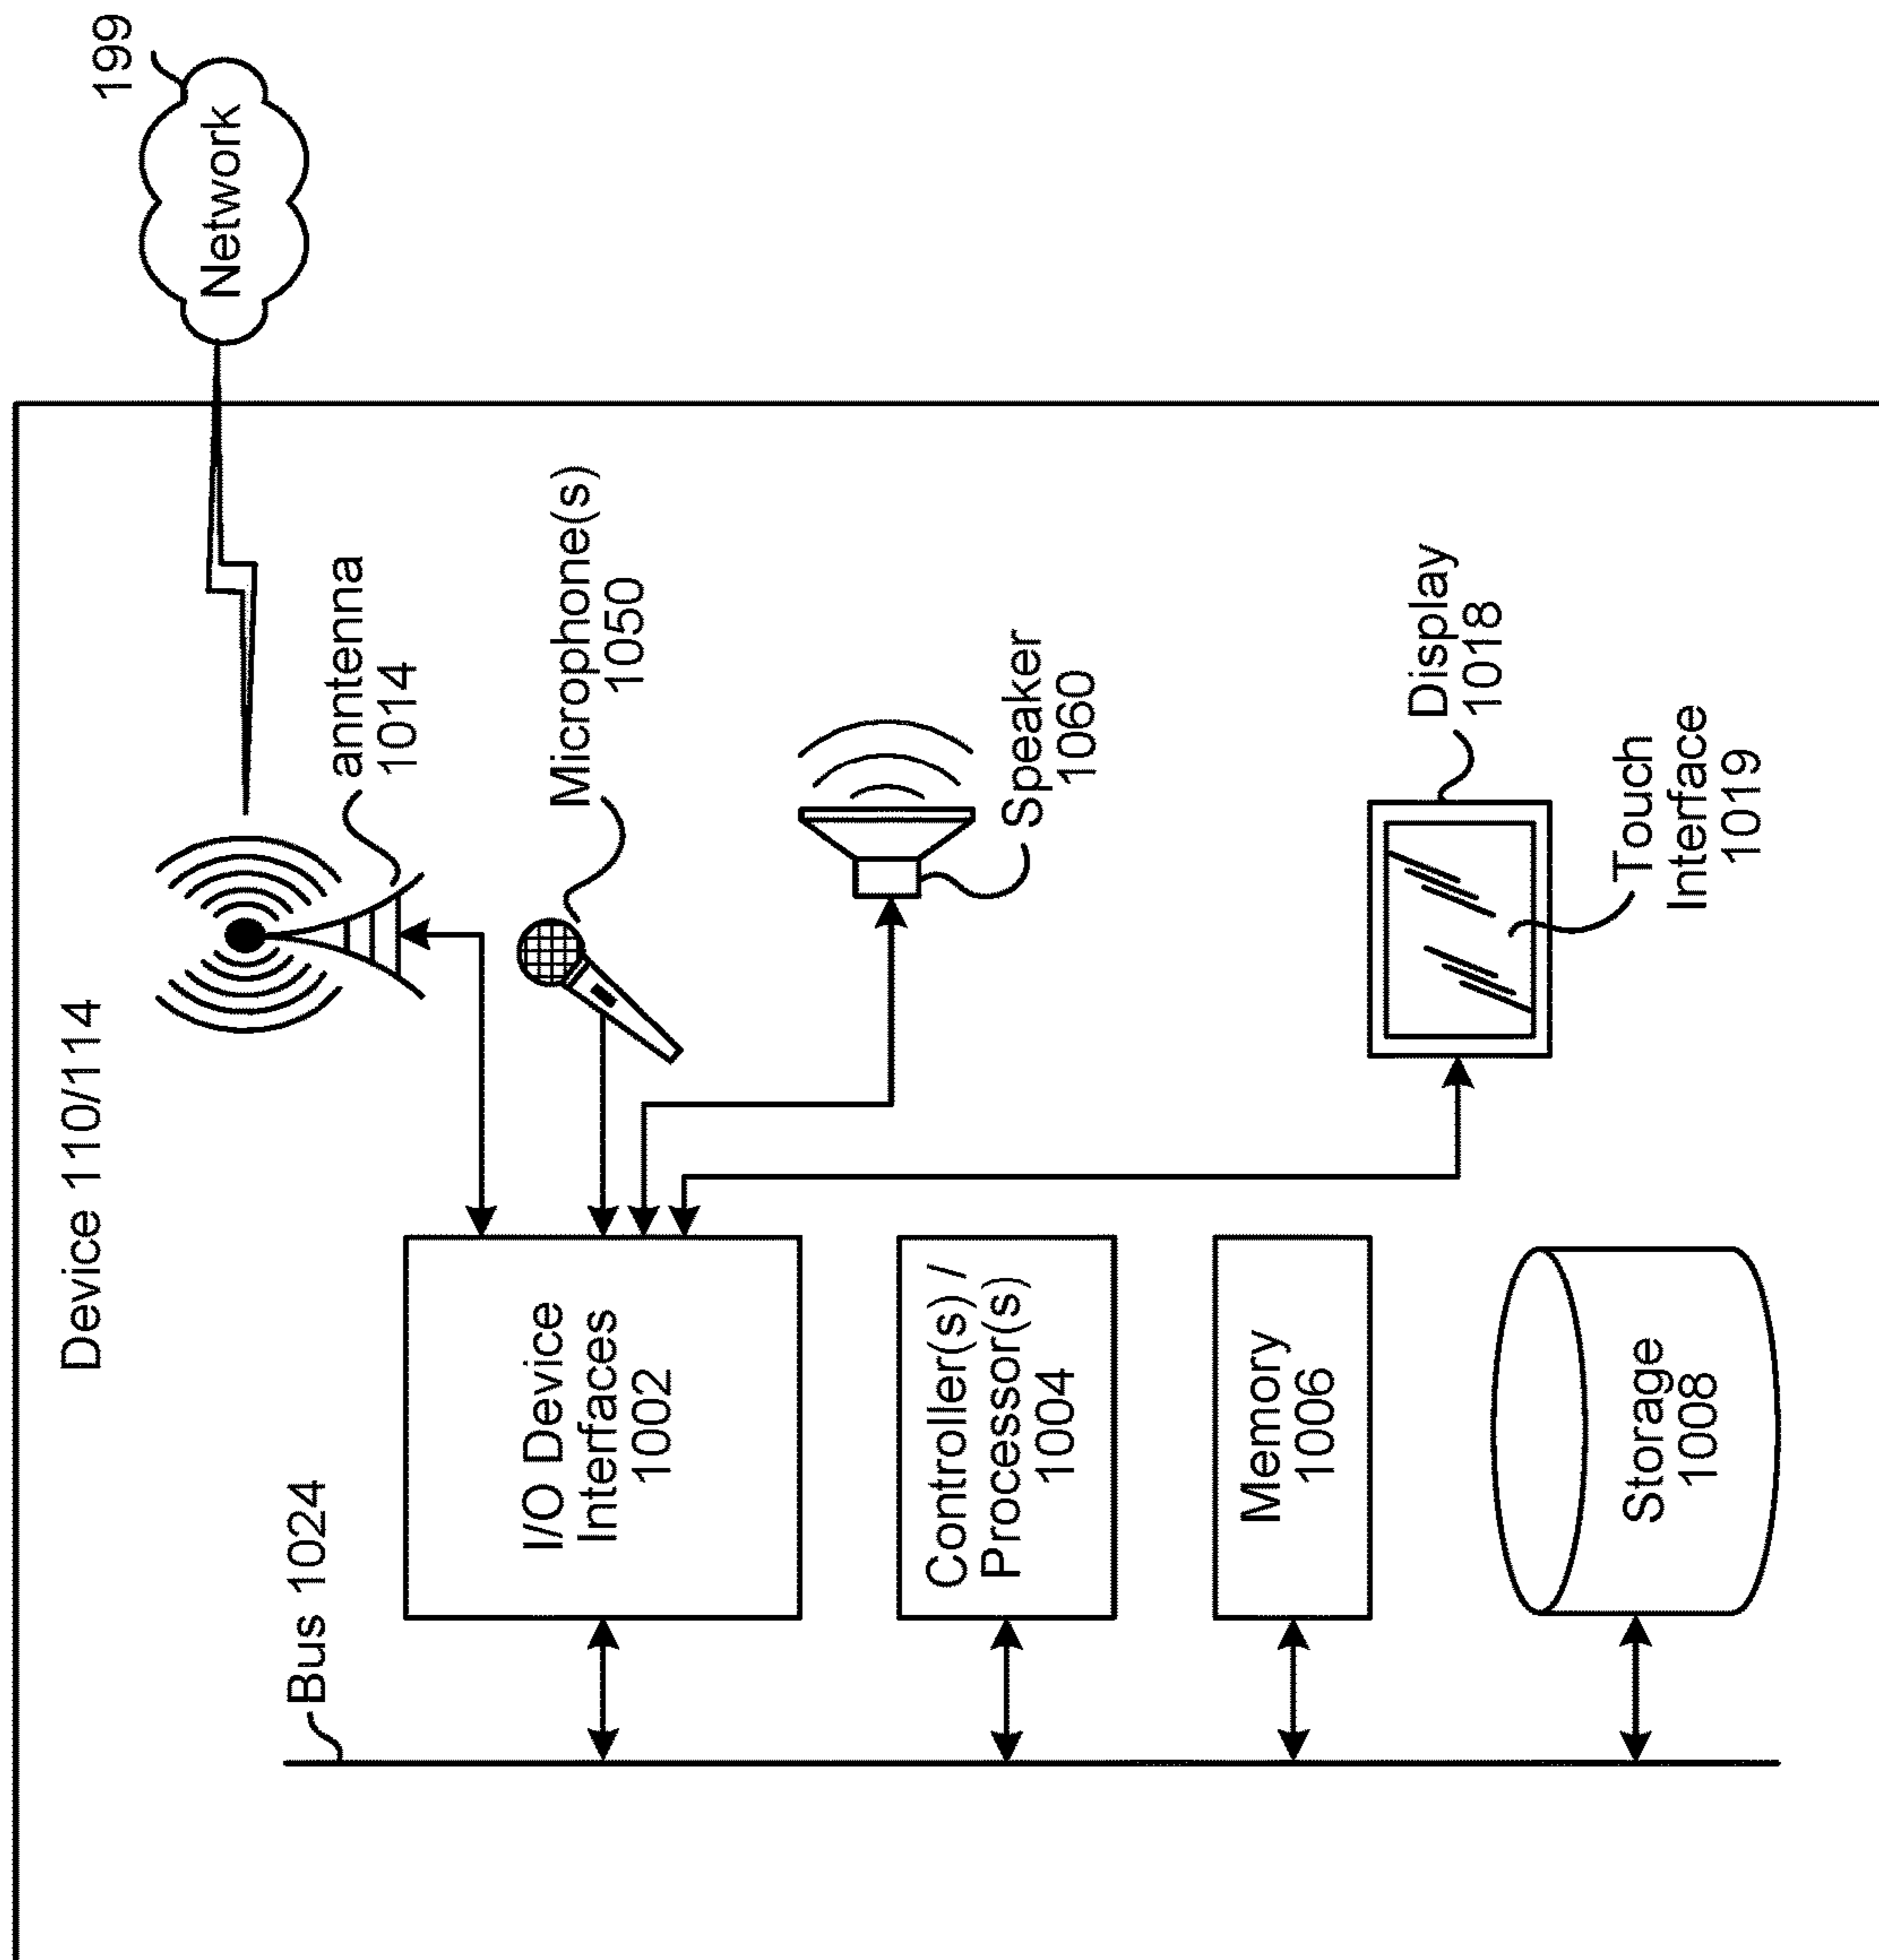 Device 110/114
199
Network
Bus 1024
anntenna
1014
I/O Device
Interfaces
1002
Microphone(s)
1050
Controller(s) /
Processor(s)
1004
Speaker
1060
Memory
1006
Display
1018
Storage
1008
Touch
Interface
1019